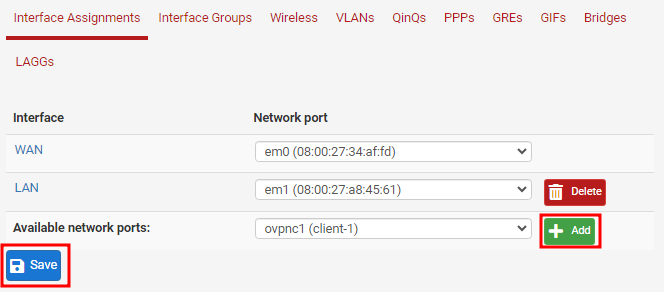 Interface Assignments Interface Groups Wireless VLANs QinQs PPPs GREs GIFs Bridges
LAGGs
Interface Network port
WAN em0 (08:00:27:34:af:fd)
LAN em1 (08:00:27:a8:45:61) Delete
Available network ports: ovpnc1 (client-1) Add
Save